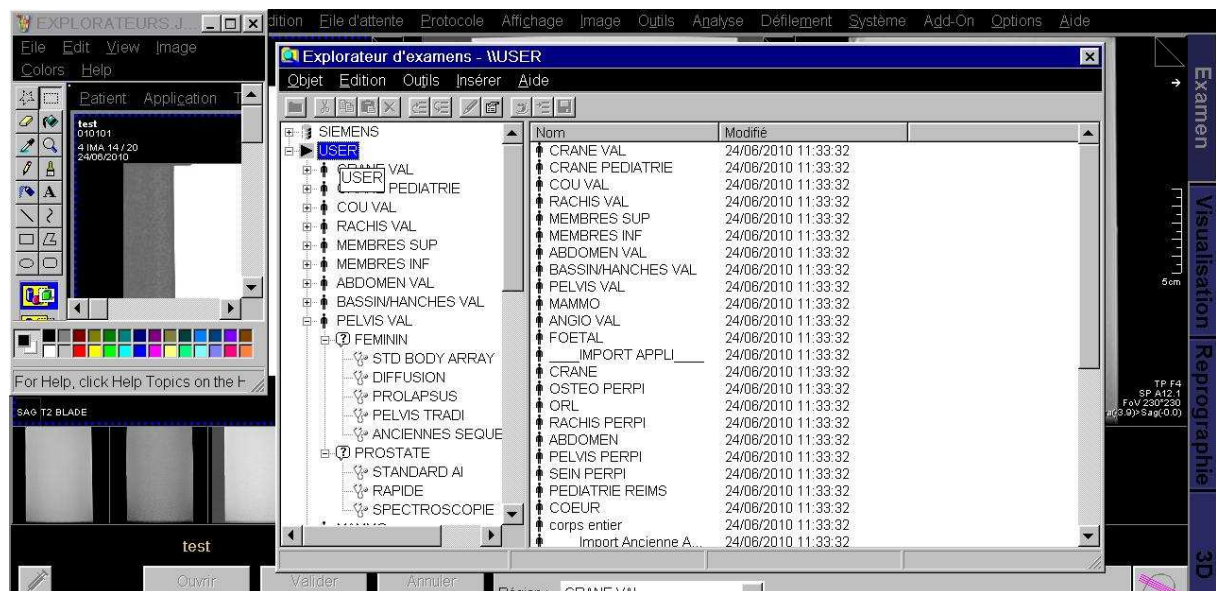 EXPLORATEURS.J...
File Edit View Image
Colors Help
Patient Application T
test
010101
4 IMA 14 / 20
24/06/2010
For Help, click Help Topics on the H
SAG T2 BLADE
test
Ouvrir Valider Annuler
CRANE VAL
dition File d'attente Protocole Affichage Image Outils Analyse Défilement Système Add-On Options Aide
Explorateur d'examens - \\USER
Objet Edition Outils Insérer Aide
SIEMENS
USER
CRANE VAL
USER
PEDIATRIE
COU VAL
RACHIS VAL
MEMBRES SUP
MEMBRES INF
ABDOMEN VAL
BASSIN/HANCHES VAL
PELVIS VAL
FEMININ
STD BODY ARRAY
DIFFUSION
PROLAPSUS
PELVIS TRADI
ANCIENNES SEQUE
PROSTATE
STANDARD AI
RAPIDE
SPECTROSCOPIE
Nom Modifié
CRANE VAL 24/06/2010 11:33:32
CRANE PEDIATRIE 24/06/2010 11:33:32
COU VAL 24/06/2010 11:33:32
RACHIS VAL 24/06/2010 11:33:32
MEMBRES SUP 24/06/2010 11:33:32
MEMBRES INF 24/06/2010 11:33:32
ABDOMEN VAL 24/06/2010 11:33:32
BASSIN/HANCHES VAL 24/06/2010 11:33:32
PELVIS VAL 24/06/2010 11:33:32
MAMMO 24/06/2010 11:33:32
ANGIO VAL 24/06/2010 11:33:32
FOETAL 24/06/2010 11:33:32
____IMPORT APPLI____ 24/06/2010 11:33:32
CRANE 24/06/2010 11:33:32
OSTEO PERPI 24/06/2010 11:33:32
ORL 24/06/2010 11:33:32
RACHIS PERPI 24/06/2010 11:33:32
ABDOMEN 24/06/2010 11:33:32
PELVIS PERPI 24/06/2010 11:33:32
SEIN PERPI 24/06/2010 11:33:32
PEDIATRIE REIMS 24/06/2010 11:33:32
COEUR 24/06/2010 11:33:32
corps entier 24/06/2010 11:33:32
Import Ancienne A... 24/06/2010 11:33:32
5cm
TP F4
SP A12.1
FoV 230*230
Examen
Visualisation
Reprographie
3D